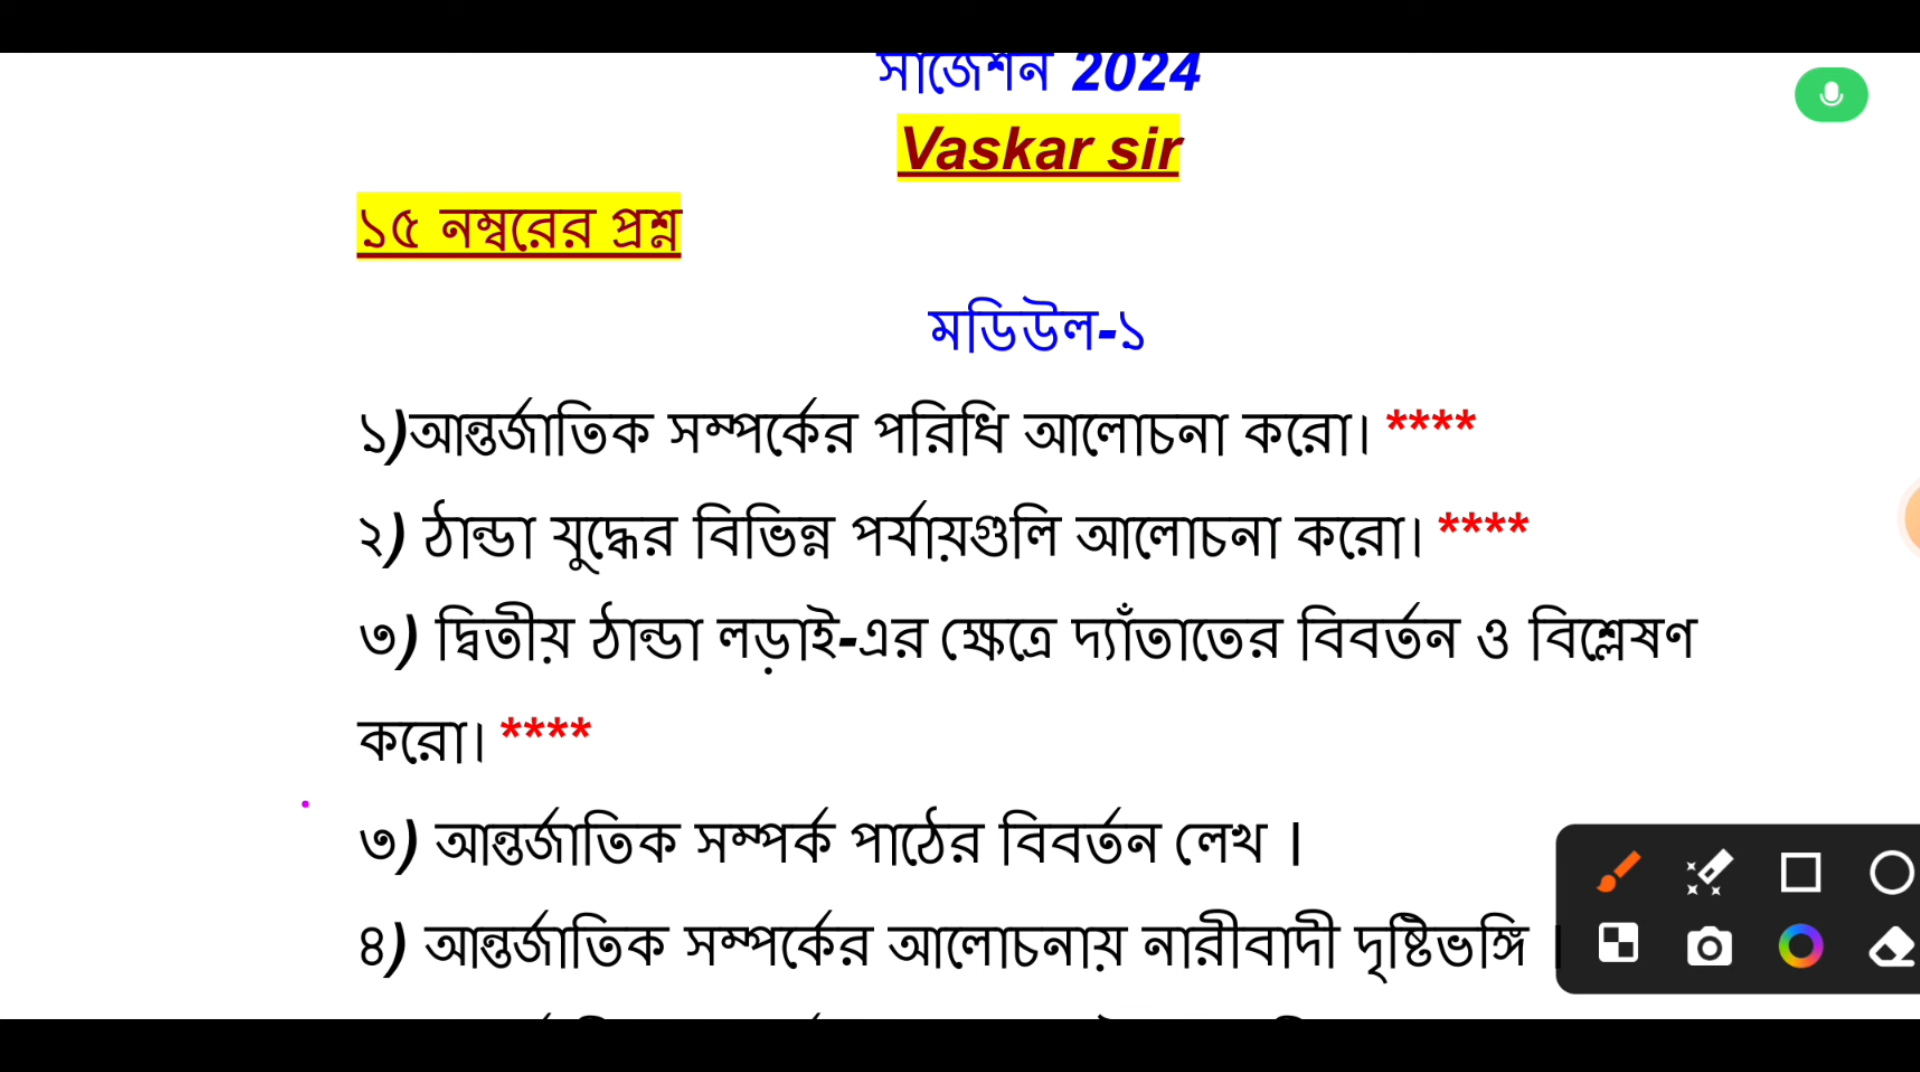 সাজেশন 2024
Vaskar sir
১৫ নম্বরের প্রশ্ন
মডিউল-১
১)আন্তর্জাতিক সম্পর্কের পরিধি আলোচনা করো। ****
২) ঠান্ডা যুদ্ধের বিভিন্ন পর্যায়গুলি আলোচনা করো। ****
৩) দ্বিতীয় ঠান্ডা লড়াই-এর ক্ষেত্রে দ্যাঁতাতের বিবর্তন ও বিশ্লেষণ
করো। ****
৩) আন্তর্জাতিক সম্পর্ক পাঠের বিবর্তন লেখ ।
৪) আন্তর্জাতিক সম্পর্কের আলোচনায় নারীবাদী দৃষ্টিভঙ্গি ।